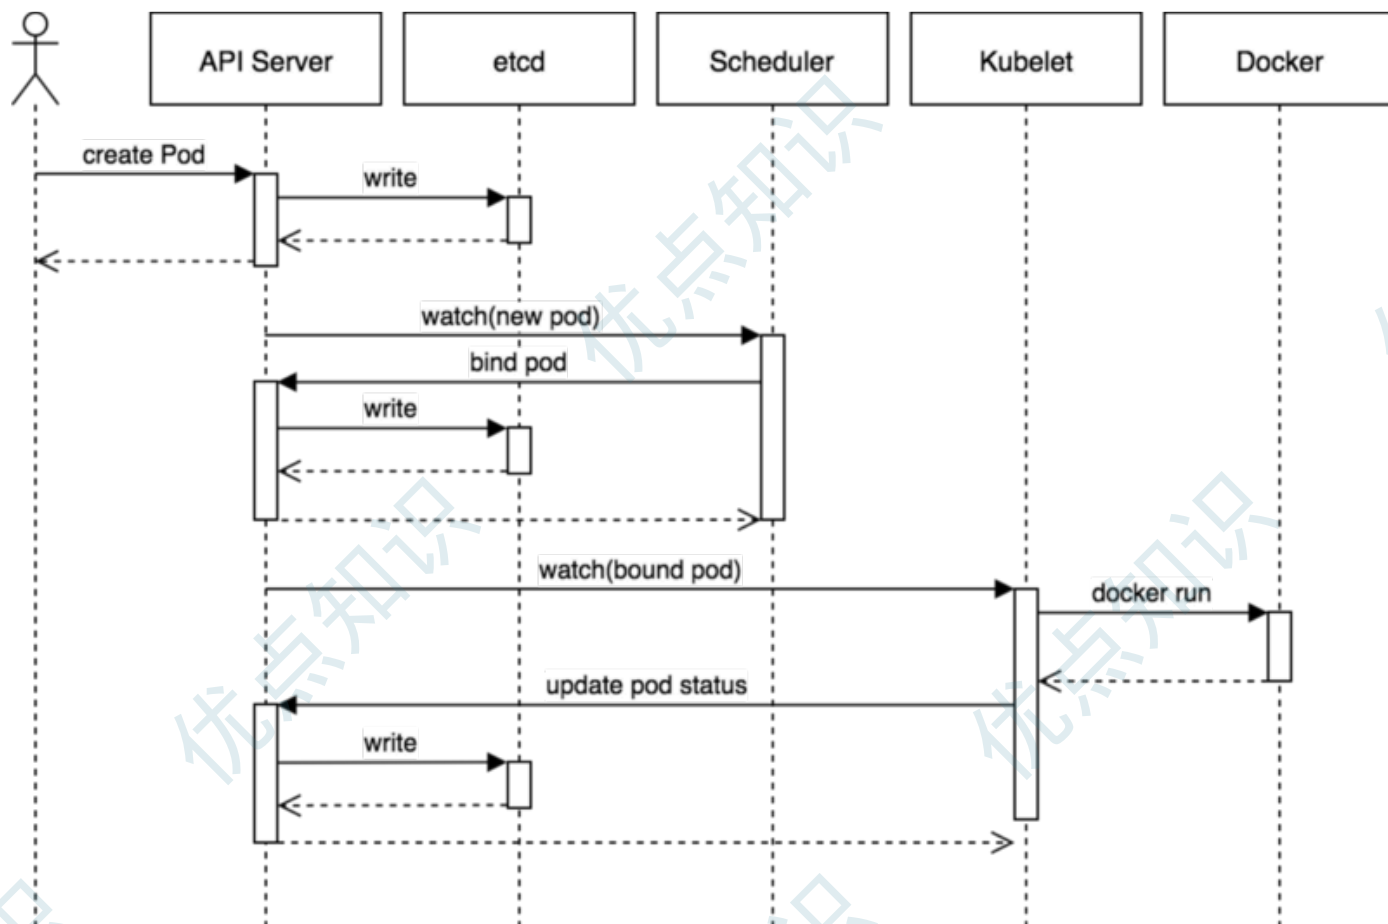 API Server
etcd
Scheduler
Kubelet
Docker
create Pod
write
watch(new pod)
bind pod
write
watch(bound pod)
docker run
update pod status
write
优点知识
优点知识
优点知识